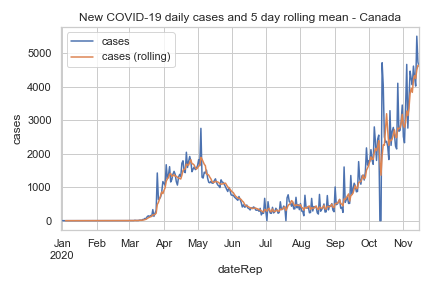 New COVID-19 daily cases and 5 day rolling mean - Canada
cases
cases (rolling)
5000
4000
3000
2000
1000
0
cases
Jan Feb Mar Apr May Jun Jul Aug Sep Oct Nov
2020
dateRep